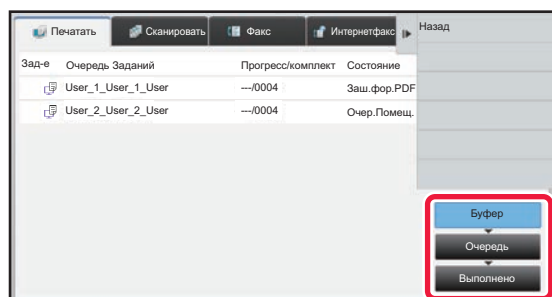 Печатать Сканировать Факс Интернетфакс Назад
Зад-е Очередь Заданий Прогресс/комплект Состояние
User_1_User_1_User ---/0004 Заш.фор.PDF
User_2_User_2_User ---/0004 Очер.Помещ.
Буфер
Очередь
Выполнено